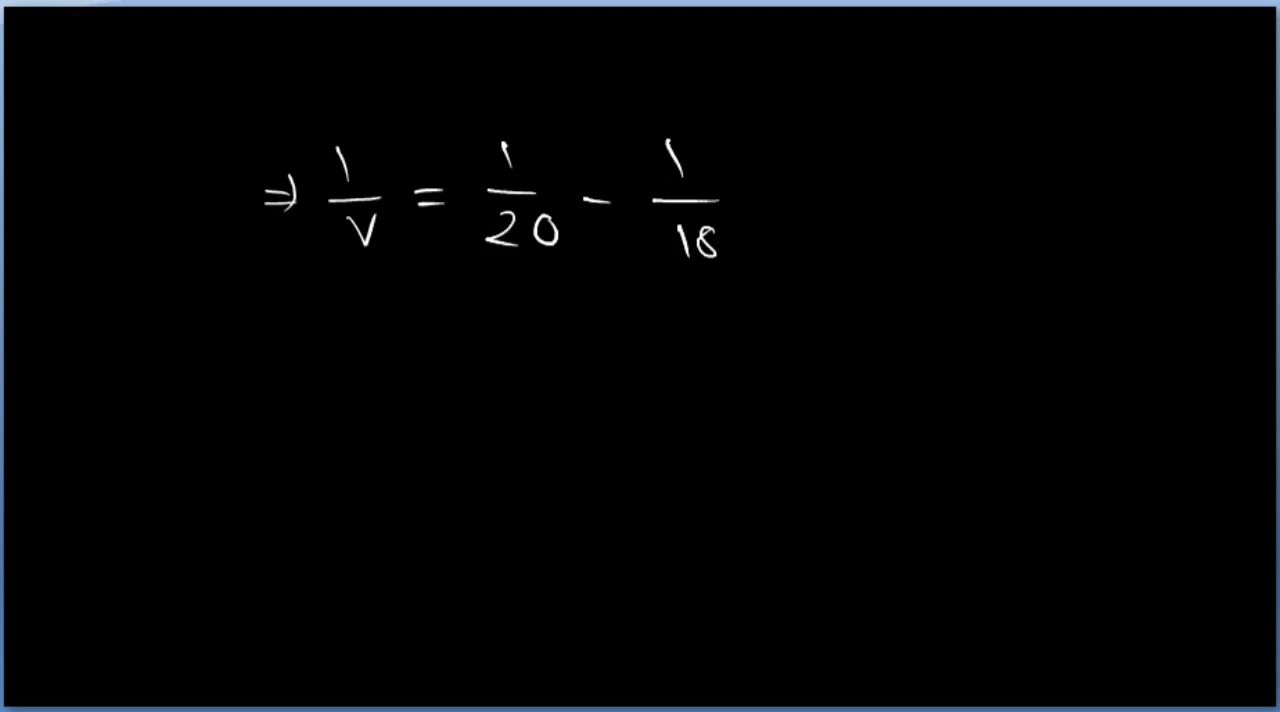 ⇒ 1/V = 1/20 - 1/18